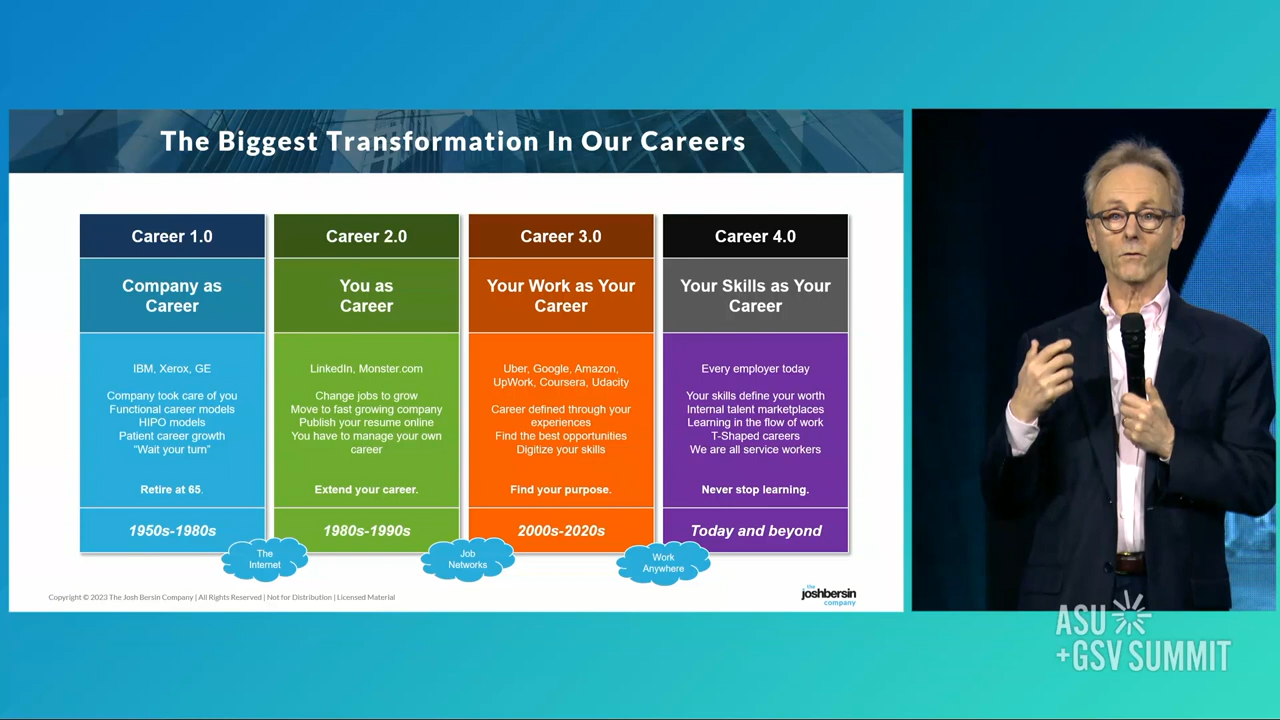 The Biggest Transformation In Our Careers
Career 1.0
Company as
Career
IBM, Xerox, GE
Company took care of you
Functional career models
HIPO models
Patient career growth
“Wait your turn”
Retire at 65.
1950s-1980s
The
Internet
Career 2.0
You as
Career
LinkedIn, Monster.com
Change jobs to grow
Move to fast growing company
Publish your resume online
You have to manage your own
career
Extend your career.
1980s-1990s
Job
Networks
Career 3.0
Your Work as Your
Career
Uber, Google, Amazon,
UpWork, Coursera, Udacity
Career defined through your
experiences
Find the best opportunities
Digitize your skills
Find your purpose.
2000s-2020s
Work
Anywhere
Career 4.0
Your Skills as Your
Career
Every employer today
Your skills define your worth
Internal talent marketplaces
Learning in the flow of work
T-Shaped careers
We are all service workers
Never stop learning.
Today and beyond
Copyright © 2023 The Josh Bersin Company | All Rights Reserved | Not for Distribution | Licensed Material
the
joshbersin
company
ASU
+GSV SUMMIT